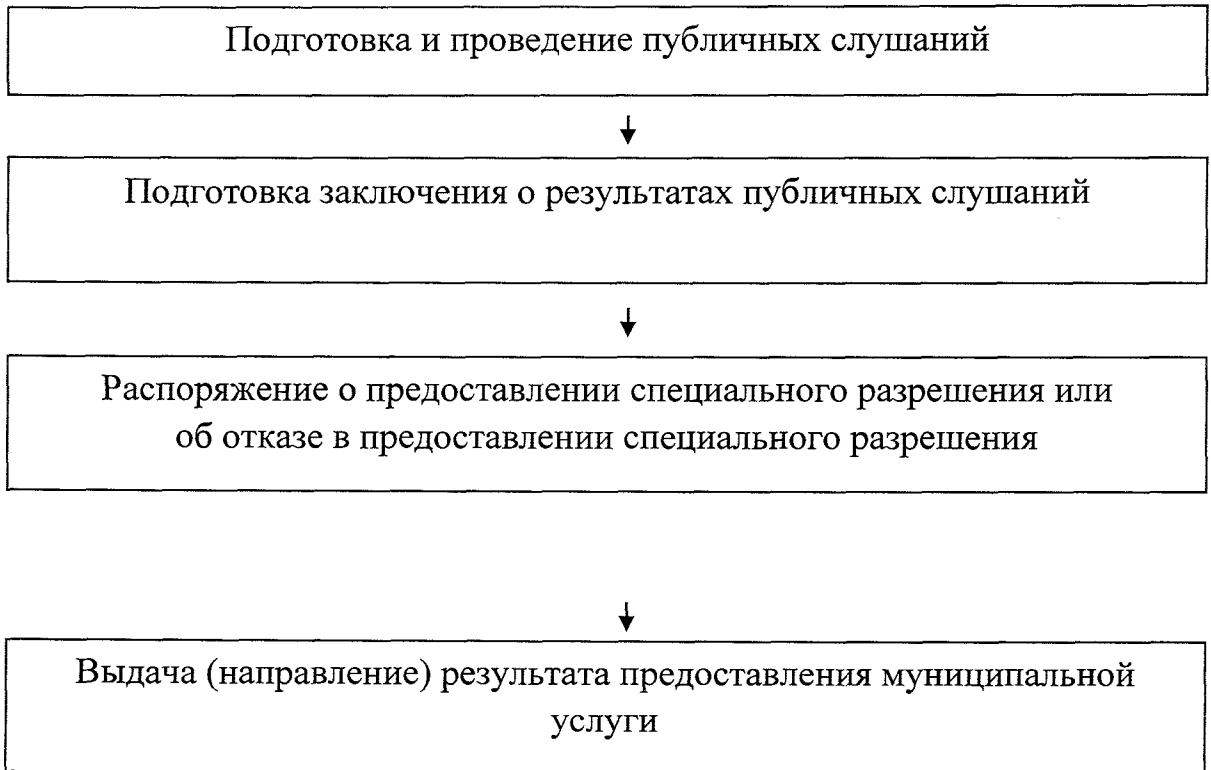 Подготовка и проведение публичных слушаний
Подготовка заключения о результатах публичных слушаний
Распоряжение о предоставлении специального разрешения или
об отказе в предоставлении специального разрешения
Выдача (направление) результата предоставления муниципальной
услуги